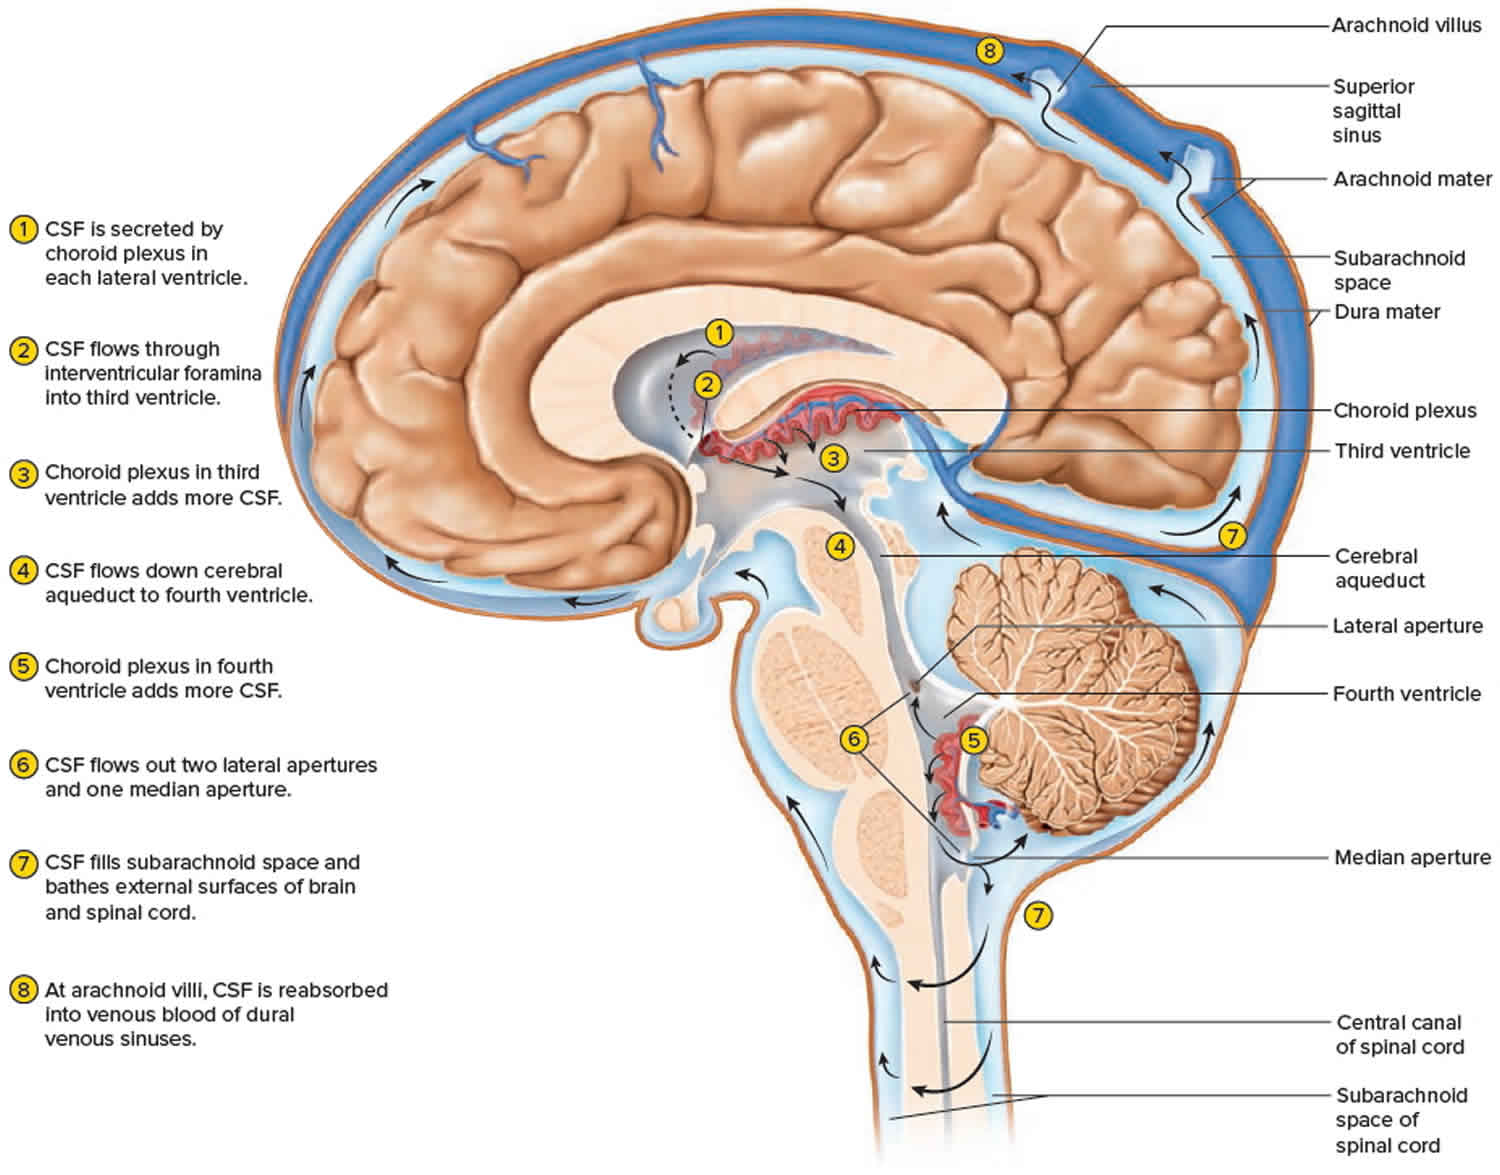 1 CSF is secreted by
choroid plexus in
each lateral ventricle.
2 CSF flows through
interventricular foramina
into third ventricle.
3 Choroid plexus in third
ventricle adds more CSF.
4 CSF flows down cerebral
aqueduct to fourth ventricle.
5 Choroid plexus in fourth
ventricle adds more CSF.
6 CSF flows out two lateral apertures
and one median aperture.
7 CSF fills subarachnoid space and
bathes external surfaces of brain
and spinal cord.
8 At arachnoid villi, CSF is reabsorbed
into venous blood of dural
venous sinuses.
8
1
2
3
4
7
6
5
7
Arachnoid villus
Superior
sagittal
sinus
Arachnoid mater
Subarachnoid
space
Dura mater
Choroid plexus
Third ventricle
Cerebral
aqueduct
Lateral aperture
Fourth ventricle
Median aperture
Central canal
of spinal cord
Subarachnoid
space of
spinal cord